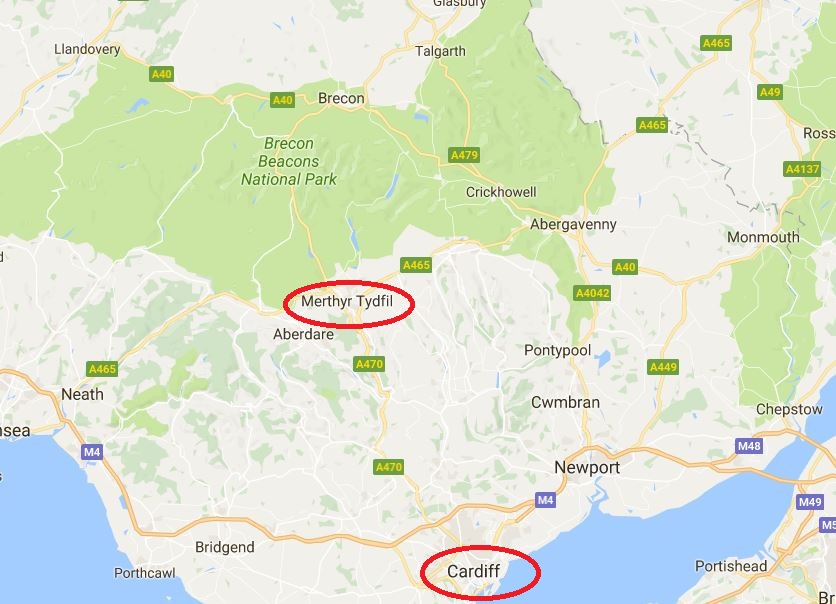 Glasbury
Llandovery
Talgarth
A465
A40
A40
Brecon
A49
A465
Brecon
Beacons
National Park
A479
A4137
Crickhowell
Abergavenny
Monmouth
A465
A40
A4042
Merthyr Tydfil
Aberdare
Pontypool
A470
A465
A449
Neath
Cwmbran
Chepstow
M4
M48
A470
Newport
M4
M49
Bridgend
Porthcawl
Cardiff
Portishead